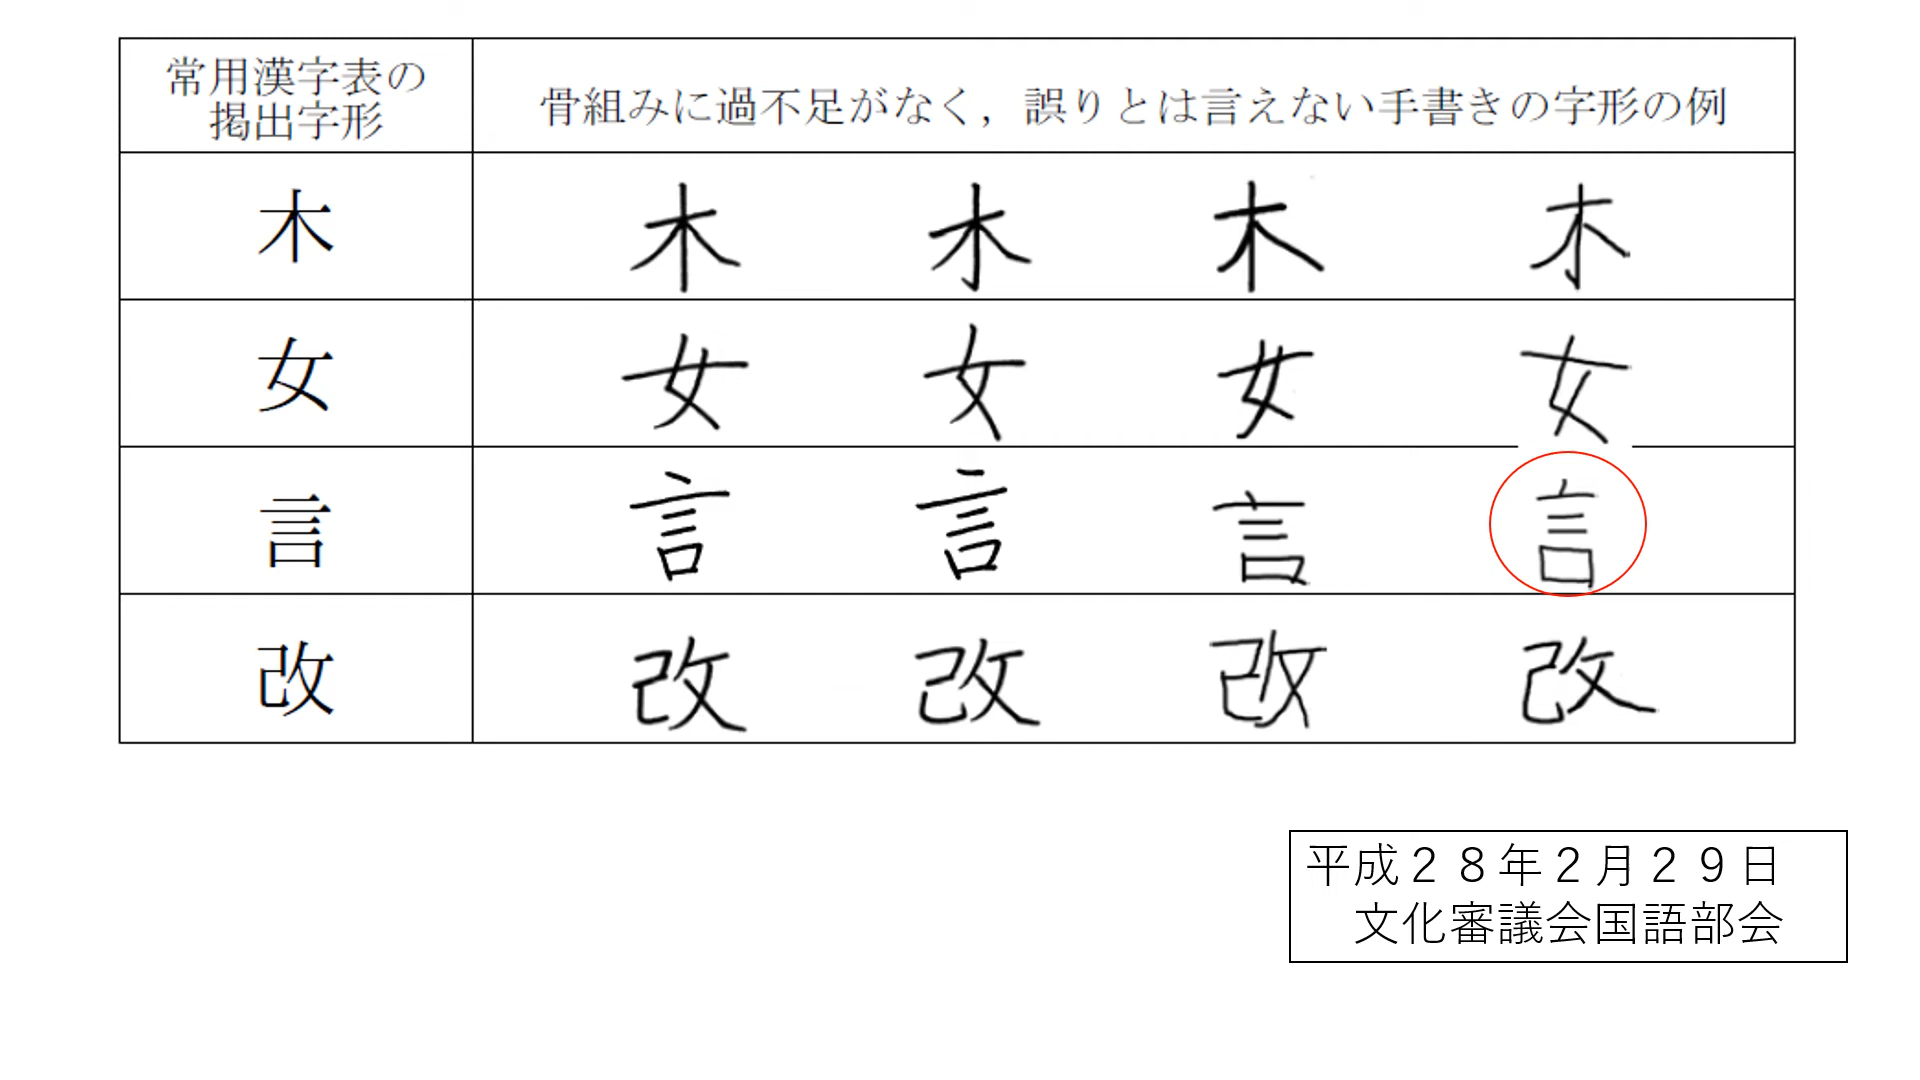 常用漢字表の
掲出字形
骨組みに過不足がなく，誤りとは言えない手書きの字形の例
木 木 木 木 木
女 女 女 女 女
言 言 言 言 言
改 改 改 改 改
平成２８年２月２９日
文化審議会国語部会